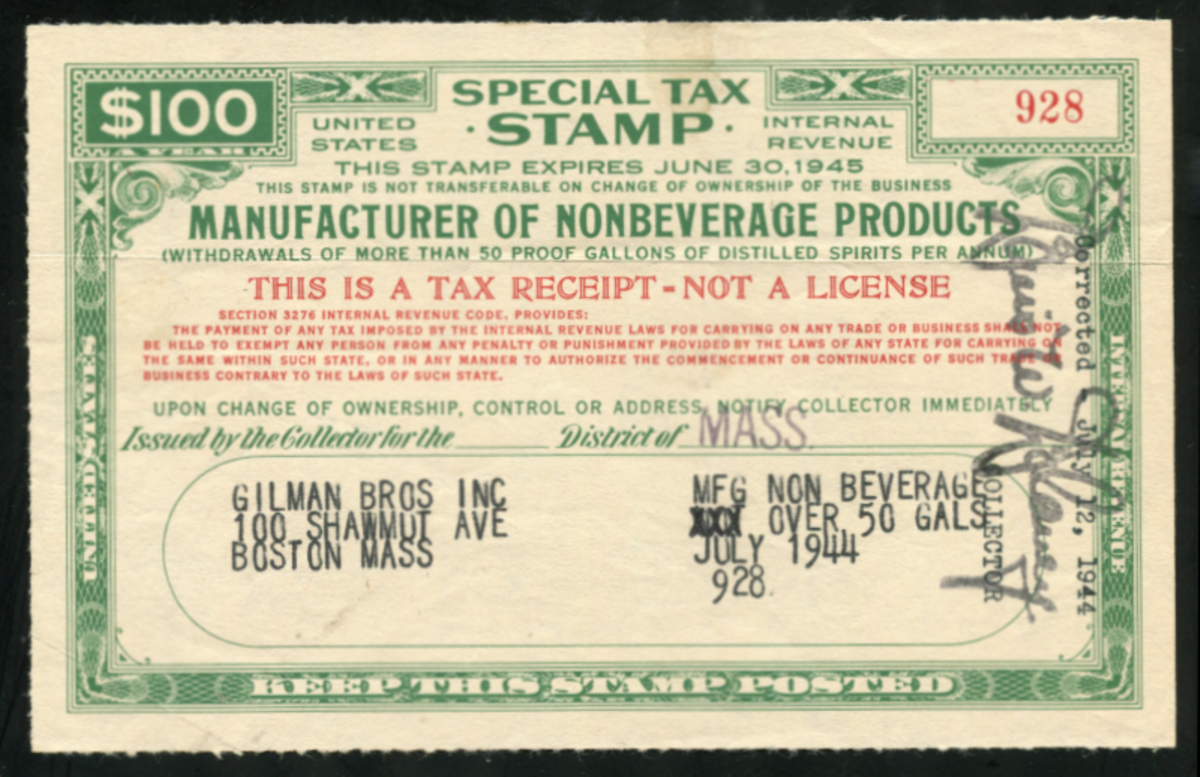 $100
A YEAR
UNITED STATES
SPECIAL TAX
· STAMP ·
INTERNAL REVENUE
928
THIS STAMP EXPIRES JUNE 30, 1945
THIS STAMP IS NOT TRANSFERABLE ON CHANGE OF OWNERSHIP OF THE BUSINESS
MANUFACTURER OF NONBEVERAGE PRODUCTS
(WITHDRAWALS OF MORE THAN 50 PROOF GALLONS OF DISTILLED SPIRITS PER ANNUM)
THIS IS A TAX RECEIPT - NOT A LICENSE
SECTION 3276 INTERNAL REVENUE CODE, PROVIDES:
THE PAYMENT OF ANY TAX IMPOSED BY THE INTERNAL REVENUE LAWS FOR CARRYING ON ANY TRADE OR BUSINESS SHALL NOT
BE HELD TO EXEMPT ANY PERSON FROM ANY PENALTY OR PUNISHMENT PROVIDED BY THE LAWS OF ANY STATE FOR CARRYING ON
THE SAME WITHIN SUCH STATE, OR IN ANY MANNER TO AUTHORIZE THE COMMENCEMENT OR CONTINUANCE OF SUCH TRADE OR
BUSINESS CONTRARY TO THE LAWS OF SUCH STATE.
UPON CHANGE OF OWNERSHIP, CONTROL OR ADDRESS, NOTIFY COLLECTOR IMMEDIATELY
Issued by the Collector for the District of MASS.
GILMAN BROS INC
100 SHAWMUT AVE
BOSTON MASS
MFG NON BEVERAGE
XXX OVER 50 GALS
JULY 1944
928
UNITED STATES
INTERNAL REVENUE
Corrected July 12, 1944
COLLECTOR
KEEP THIS STAMP POSTED